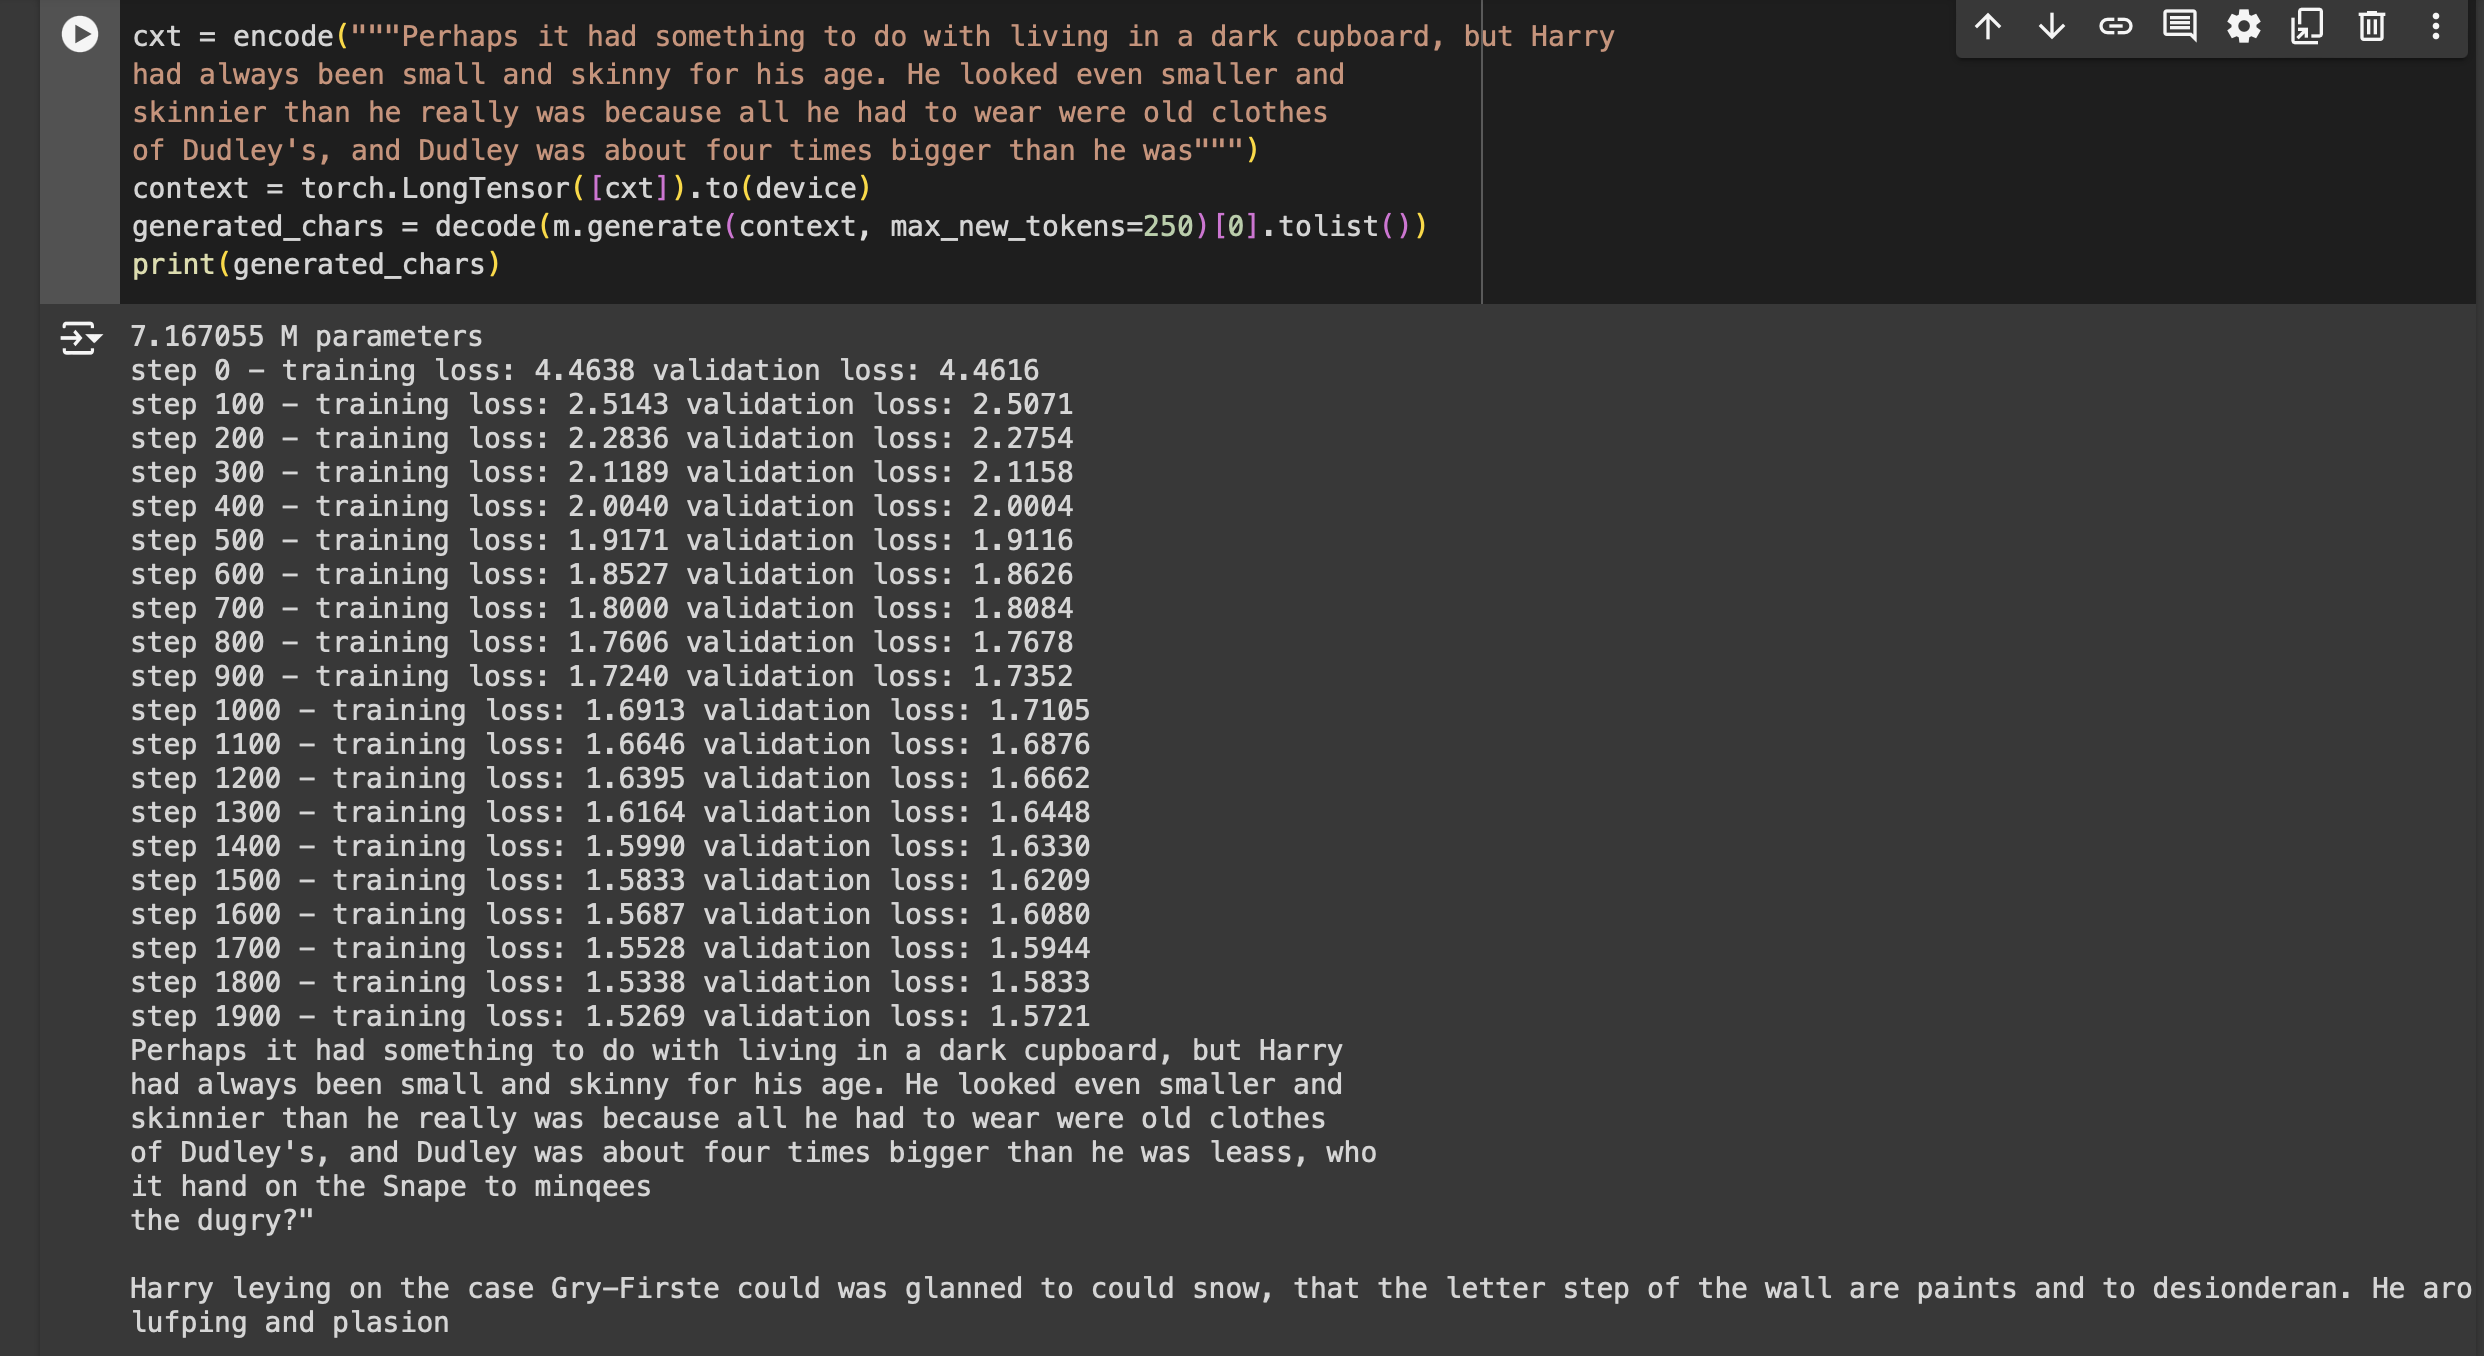 cxt = encode("""Perhaps it had something to do with living in a dark cupboard, but Harry
had always been small and skinny for his age. He looked even smaller and
skinnier than he really was because all he had to wear were old clothes
of Dudley's, and Dudley was about four times bigger than he was""")
context = torch.LongTensor([cxt]).to(device)
generated_chars = decode(m.generate(context, max_new_tokens=250)[0].tolist())
print(generated_chars)
7.167055 M parameters
step 0 – training loss: 4.4638 validation loss: 4.4616
step 100 – training loss: 2.5143 validation loss: 2.5071
step 200 – training loss: 2.2836 validation loss: 2.2754
step 300 – training loss: 2.1189 validation loss: 2.1158
step 400 – training loss: 2.0040 validation loss: 2.0004
step 500 – training loss: 1.9171 validation loss: 1.9116
step 600 – training loss: 1.8527 validation loss: 1.8626
step 700 – training loss: 1.8000 validation loss: 1.8084
step 800 – training loss: 1.7606 validation loss: 1.7678
step 900 – training loss: 1.7240 validation loss: 1.7352
step 1000 – training loss: 1.6913 validation loss: 1.7105
step 1100 – training loss: 1.6646 validation loss: 1.6876
step 1200 – training loss: 1.6395 validation loss: 1.6662
step 1300 – training loss: 1.6164 validation loss: 1.6448
step 1400 – training loss: 1.5990 validation loss: 1.6330
step 1500 – training loss: 1.5833 validation loss: 1.6209
step 1600 – training loss: 1.5687 validation loss: 1.6080
step 1700 – training loss: 1.5528 validation loss: 1.5944
step 1800 – training loss: 1.5338 validation loss: 1.5833
step 1900 – training loss: 1.5269 validation loss: 1.5721
Perhaps it had something to do with living in a dark cupboard, but Harry
had always been small and skinny for his age. He looked even smaller and
skinnier than he really was because all he had to wear were old clothes
of Dudley's, and Dudley was about four times bigger than he was leass, who
it hand on the Snape to minqees
the dugry?"
Harry leying on the case Gry-Firste could was glanned to could snow, that the letter step of the wall are paints and to desionderan. He aro
lufping and plasion